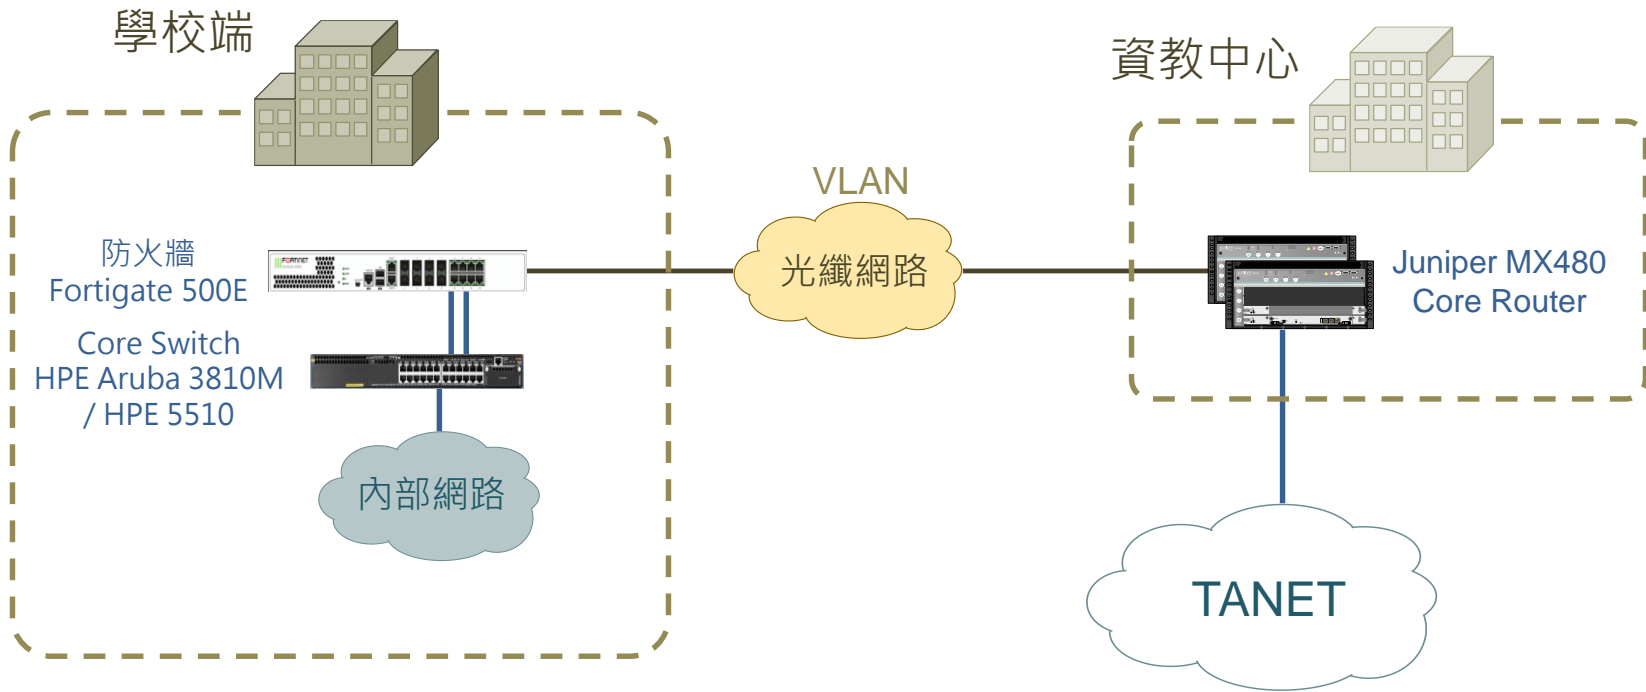 學校端
資教中心
VLAN
防火牆
Fortigate 500E
FORTINET
光纖網路
Juniper MX480
Core Router
Core Switch
HPE Aruba 3810M
/ HPE 5510
內部網路
TANET